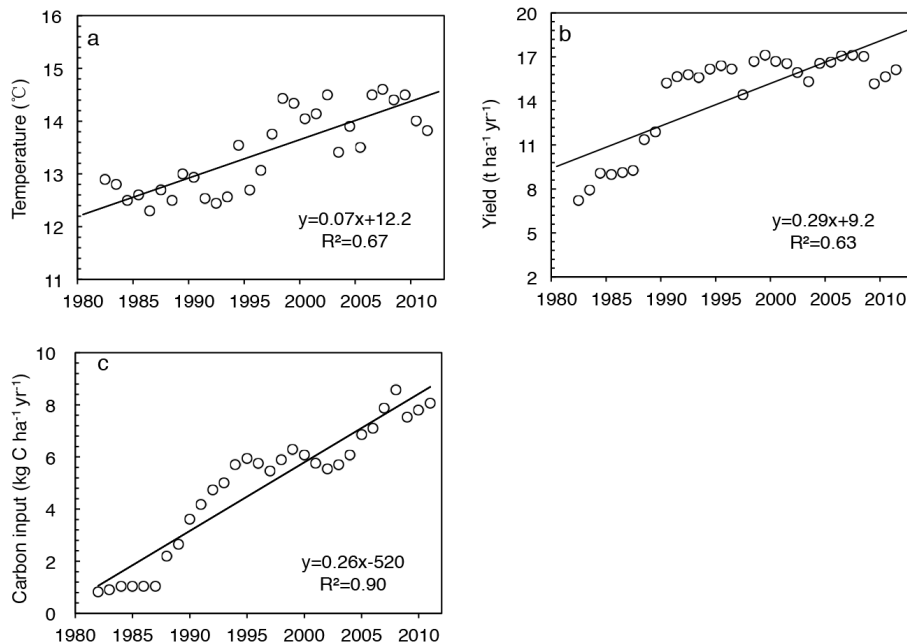 a
Temperature (℃)
16
15
14
13
12
11
y=0.07x+12.2
R²=0.67
1980 1985 1990 1995 2000 2005 2010
b
Yield (t ha⁻¹ yr⁻¹)
20
17
14
11
8
5
2
y=0.29x+9.2
R²=0.63
1980 1985 1990 1995 2000 2005 2010
c
Carbon input (kg C ha⁻¹ yr⁻¹)
10
8
6
4
2
0
y=0.26x-520
R²=0.90
1980 1985 1990 1995 2000 2005 2010